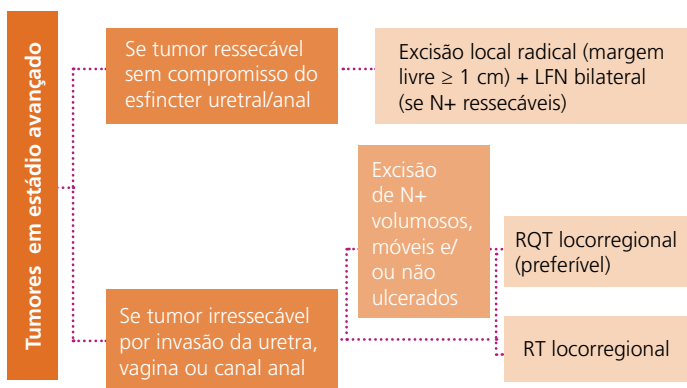 Tumores em estádio avançado
Se tumor ressecável
sem compromisso do
esfincter uretral/anal
Excisão local radical (margem
livre ≥ 1 cm) + LFN bilateral
(se N+ ressecáveis)
Excisão
de N+
volumosos,
móveis e/
ou não
ulcerados
RQT locorregional
(preferível)
Se tumor irressecável
por invasão da uretra,
vagina ou canal anal
RT locorregional